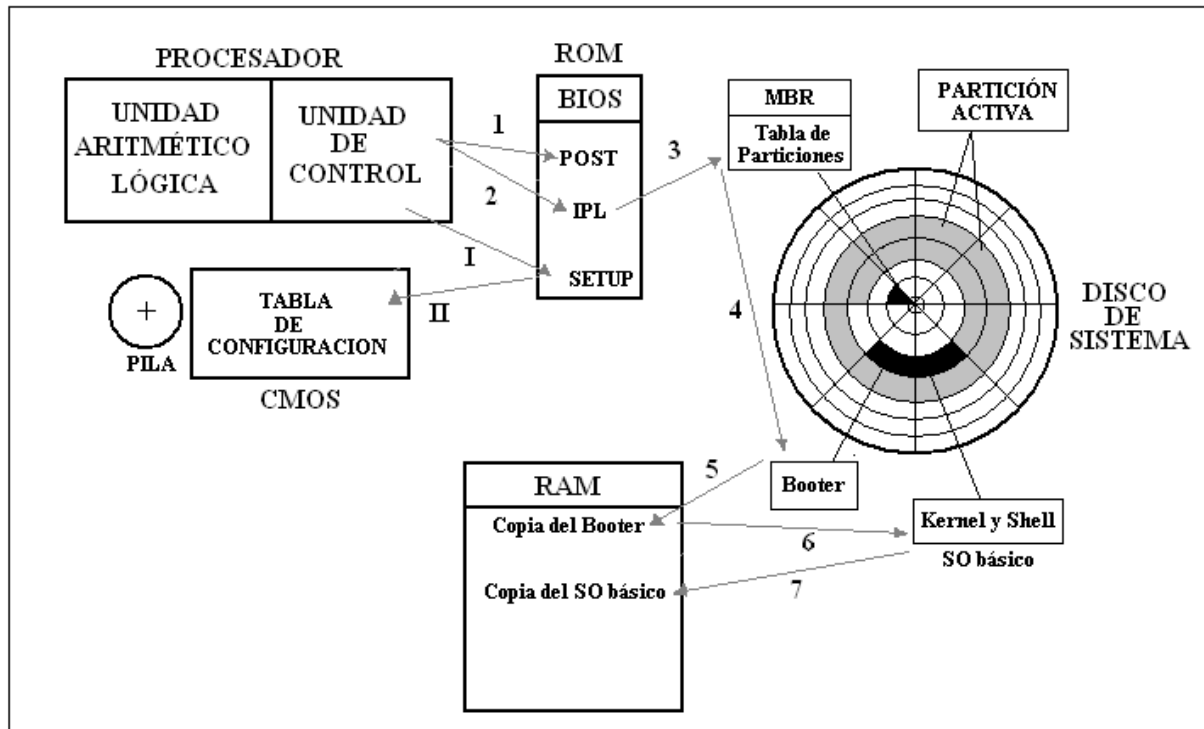 PROCESADOR
UNIDAD
ARITMÉTICO
LÓGICA
UNIDAD
DE
CONTROL
1
2
I
ROM
BIOS
POST
IPL
SETUP
3
MBR
Tabla de
Particiones
PARTICIÓN
ACTIVA
4
II
+
PILA
TABLA
DE
CONFIGURACION
CMOS
DISCO
DE
SISTEMA
5
Booter
RAM
Copia del Booter
6
Kernel y Shell
SO básico
Copia del SO básico
7